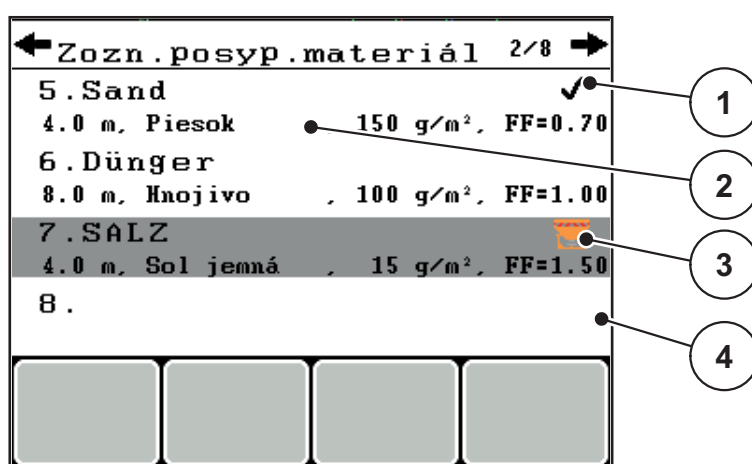 Zozn.posyp.materiál 2/8
5.Sand
4.0 m, Piesok , 150 g/m², FF=0.70
6.Dünger
8.0 m, Hnojivo , 100 g/m², FF=1.00
7.SALZ
4.0 m, Sol jemná , 15 g/m², FF=1.50
8.
1
2
3
4